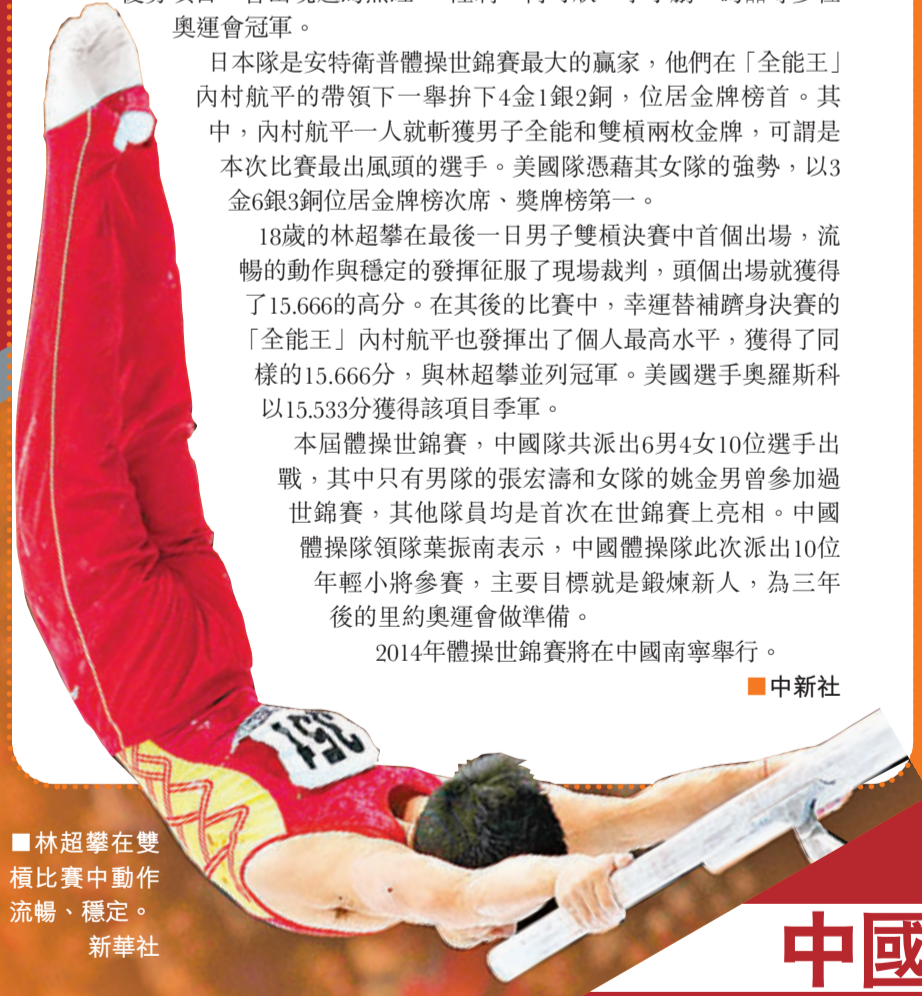 奧運會冠軍。
日本隊是安特衛普體操世錦賽最大的贏家，他們在「全能王」
內村航平的帶領下一舉拚下4金1銀2銅，位居金牌榜首。其
中，內村航平一人就斬獲男子全能和雙槓兩枚金牌，可謂是
本次比賽最出風頭的選手。美國隊憑藉其女隊的強勢，以3
金6銀3銅位居金牌榜次席、獎牌榜第一。
18歲的林超攀在最後一日男子雙槓決賽中首個出場，流
暢的動作與穩定的發揮征服了現場裁判，頭個出場就獲得
了15.666的高分。在其後的比賽中，幸運替補躋身決賽的
「全能王」內村航平也發揮出了個人最高水平，獲得了同
樣的15.666分，與林超攀並列冠軍。美國選手奧羅斯科
以15.533分獲得該項目季軍。
本屆體操世錦賽，中國隊共派出6男4女10位選手出
戰，其中只有男隊的張宏濤和女隊的姚金男曾參加過
世錦賽，其他隊員均是首次在世錦賽上亮相。中國
體操隊領隊葉振南表示，中國體操隊此次派出10位
年輕小將參賽，主要目標就是鍛煉新人，為三年
後的里約奧運會做準備。
2014年體操世錦賽將在中國南寧舉行。
■中新社
351
■林超攀在雙
槓比賽中動作
流暢、穩定。
新華社
中國